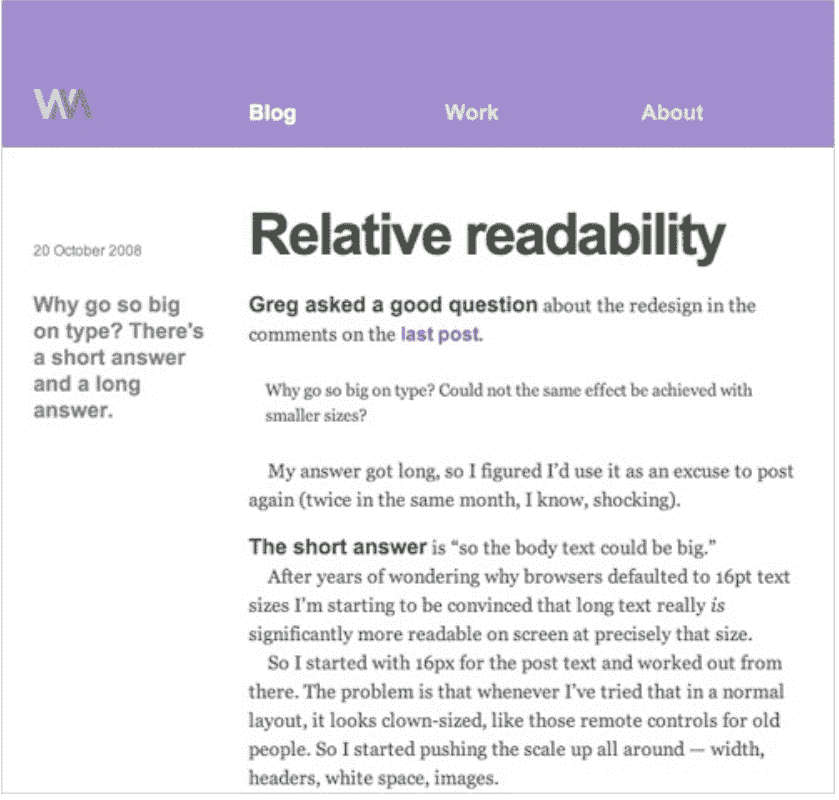 WA
Blog Work About
20 October 2008
Why go so big
on type? There's
a short answer
and a long
answer.
Relative readability
Greg asked a good question about the redesign in the
comments on the last post.
Why go so big on type? Could not the same effect be achieved with
smaller sizes?
My answer got long, so I figured I’d use it as an excuse to post
again (twice in the same month, I know, shocking).
The short answer is “so the body text could be big.”
After years of wondering why browsers defaulted to 16pt text
sizes I’m starting to be convinced that long text really is
significantly more readable on screen at precisely that size.
So I started with 16px for the post text and worked out from
there. The problem is that whenever I’ve tried that in a normal
layout, it looks clown-sized, like those remote controls for old
people. So I started pushing the scale up all around — width,
headers, white space, images.